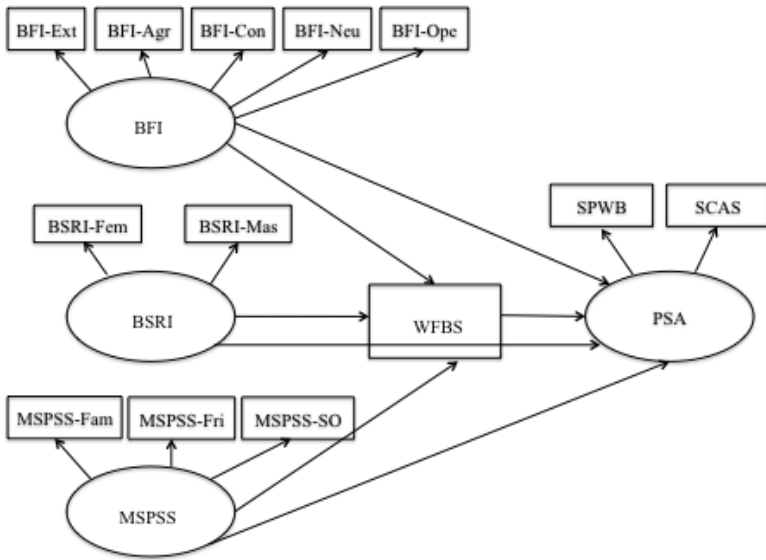 BFI-Ext
BFI-Agr
BFI-Con
BFI-Neu
BFI-Ope
BFI
SPWB
SCAS
BSRI-Fem
BSRI-Mas
BSRI
WFBS
PSA
MSPSS-Fam
MSPSS-Fri
MSPSS-SO
MSPSS